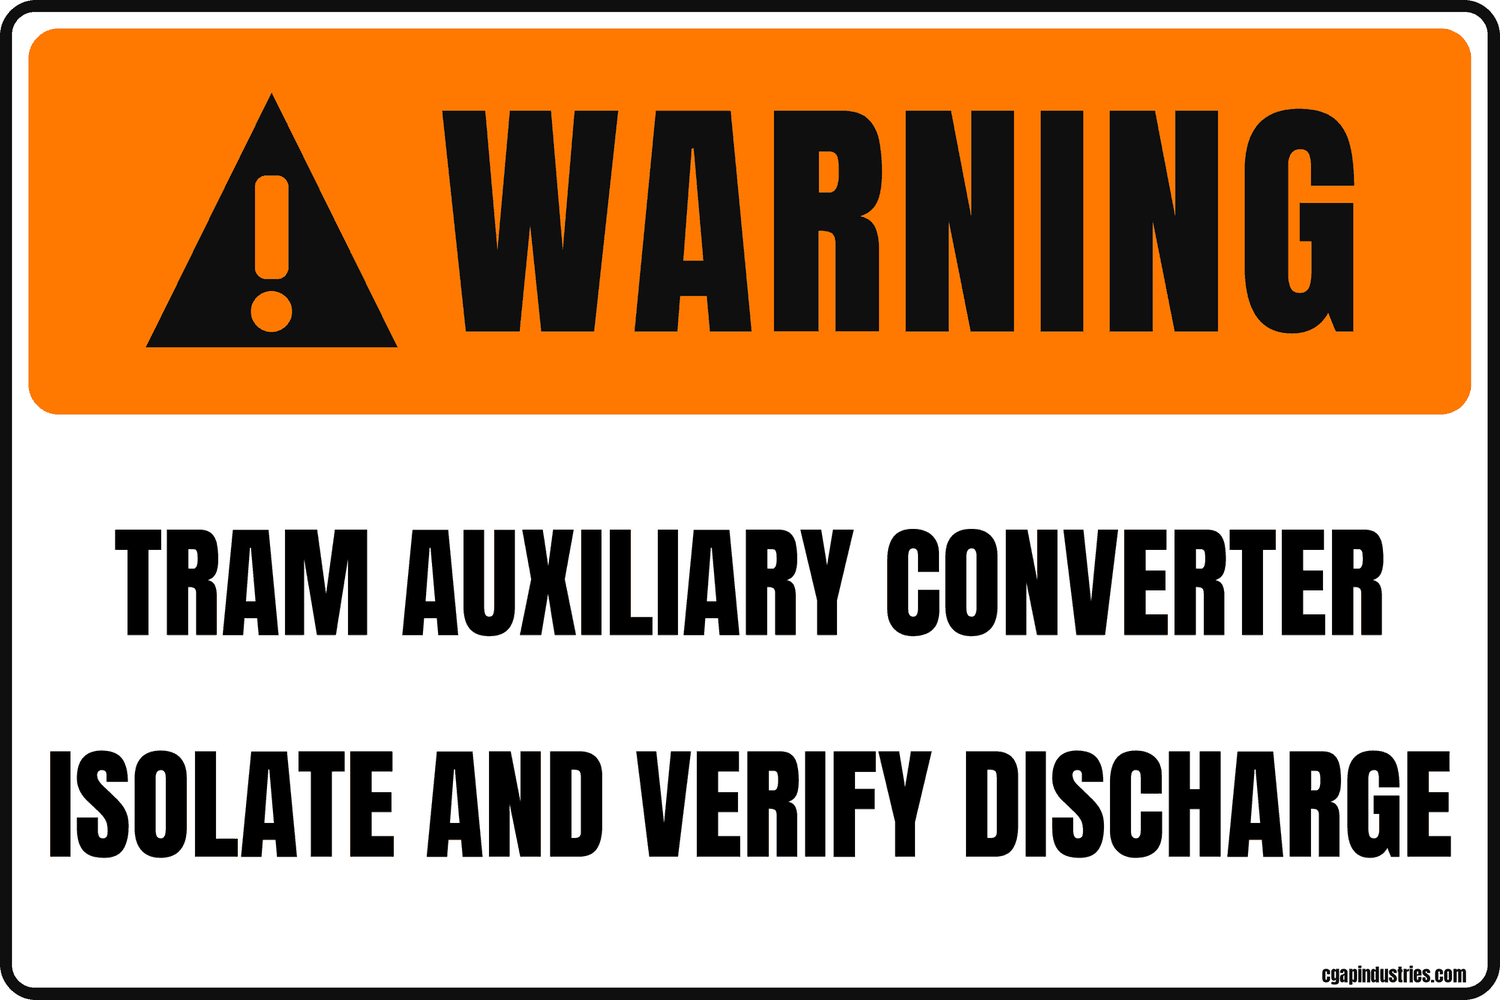 WARNING
TRAM AUXILIARY CONVERTER
ISOLATE AND VERIFY DISCHARGE
cgapindustries.com